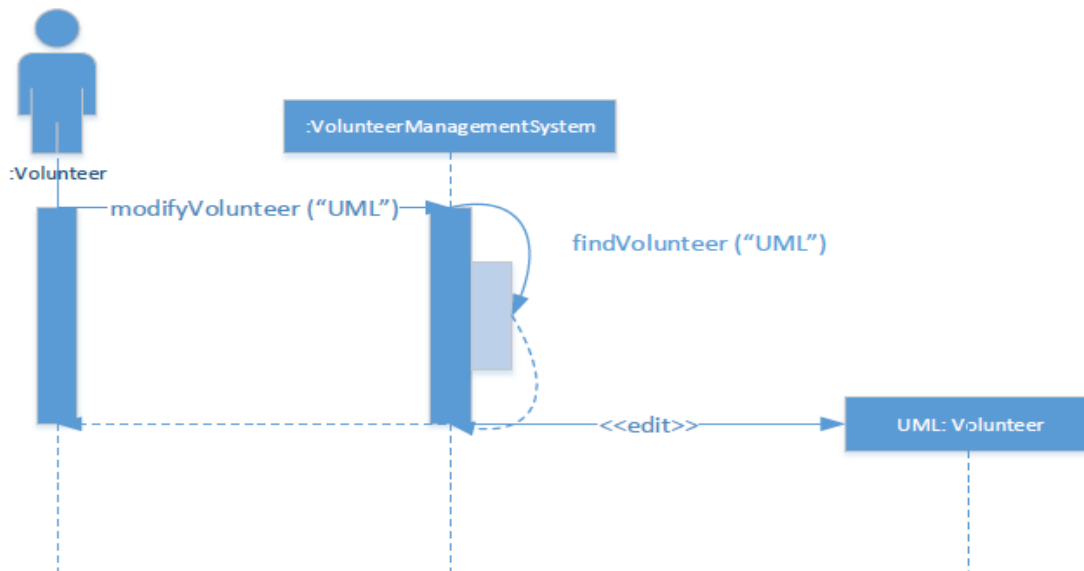 :VolunteerManagementSystem
:Volunteer
modifyVolunteer (“UML”)
findVolunteer (“UML”)
<<edit>>
UML: Volunteer